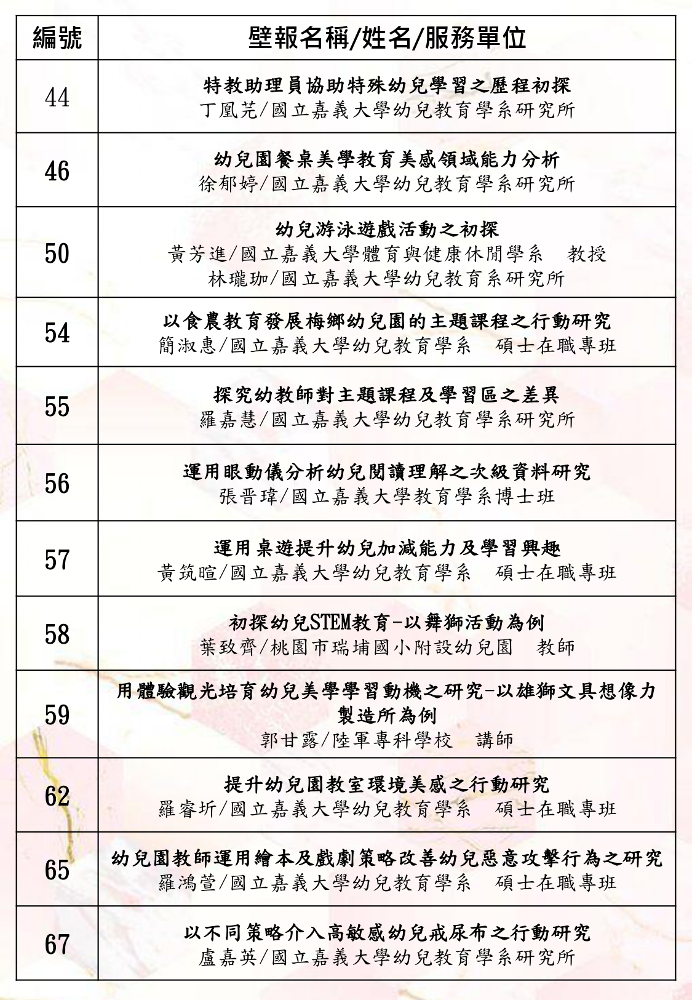 編號 壁報名稱/姓名/服務單位
44 特教助理員協助特殊幼兒學習之歷程初探
丁凰芫/國立嘉義大學幼兒教育學系研究所
46 幼兒園餐桌美學教育美感領域能力分析
徐郁婷/國立嘉義大學幼兒教育學系研究所
50 幼兒游泳遊戲活動之初探
黃芳進/國立嘉義大學體育與健康休閒學系　教授
林瓏珈/國立嘉義大學幼兒教育系研究所
54 以食農教育發展梅鄉幼兒園的主題課程之行動研究
簡淑惠/國立嘉義大學幼兒教育學系　碩士在職專班
55 探究幼教師對主題課程及學習區之差異
羅嘉慧/國立嘉義大學幼兒教育學系研究所
56 運用眼動儀分析幼兒閱讀理解之次級資料研究
張晋瑋/國立嘉義大學教育學系博士班
57 運用桌遊提升幼兒加減能力及學習興趣
黃筑暄/國立嘉義大學幼兒教育學系　碩士在職專班
58 初探幼兒STEM教育-以舞獅活動為例
葉致齊/桃園市瑞埔國小附設幼兒園　教師
59 用體驗觀光培育幼兒美學學習動機之研究-以雄獅文具想像力
製造所為例
郭甘露/陸軍專科學校　講師
62 提升幼兒園教室環境美感之行動研究
羅睿圻/國立嘉義大學幼兒教育學系　碩士在職專班
65 幼兒園教師運用繪本及戲劇策略改善幼兒惡意攻擊行為之研究
羅鴻萱/國立嘉義大學幼兒教育學系　碩士在職專班
67 以不同策略介入高敏感幼兒戒尿布之行動研究
盧嘉英/國立嘉義大學幼兒教育學系研究所